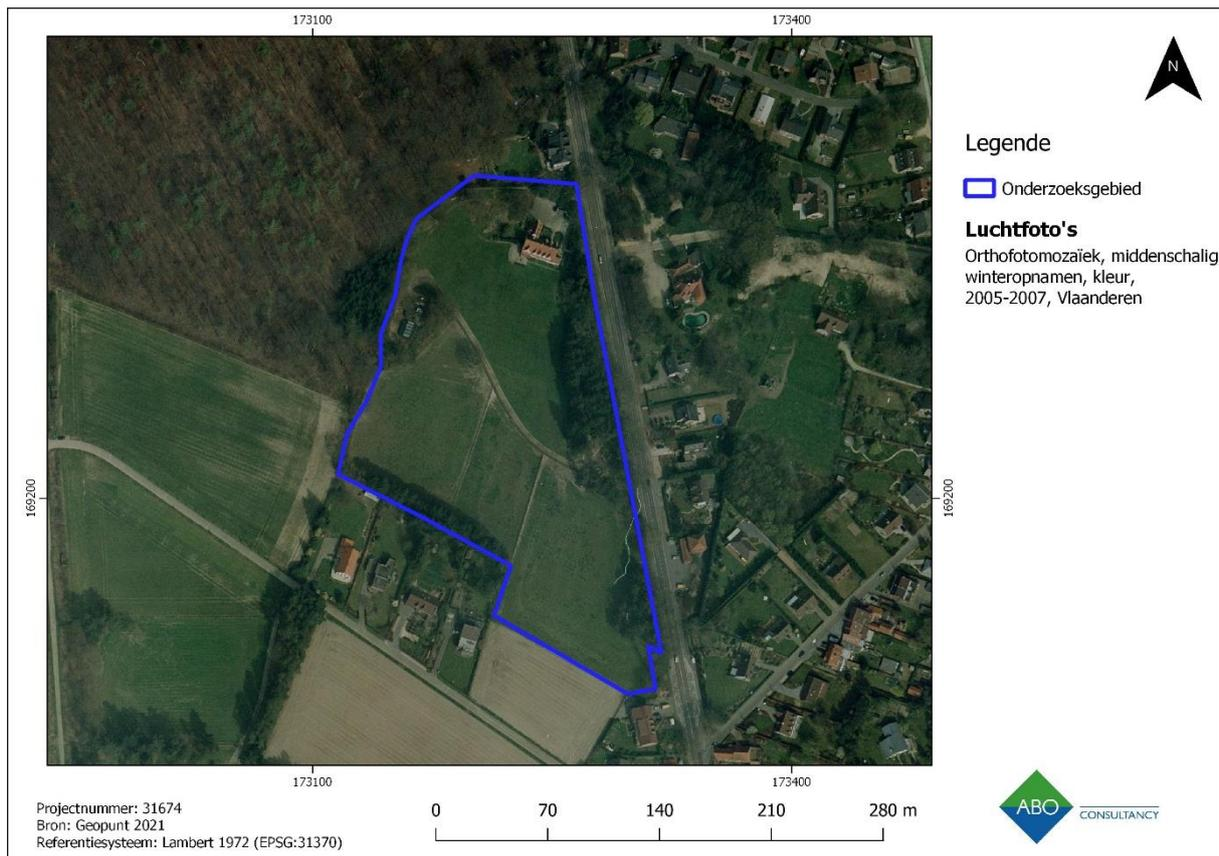 173100
173400
N
Legende
Onderzoeksgebied
Luchtfoto's
Orthofotomozaïek, middenschalig
winteropnamen, kleur,
2005-2007, Vlaanderen
169200
169200
173100
173400
Projectnummer: 31674
Bron: Geopunt 2021
Referentiesysteem: Lambert 1972 (EPSG:31370)
0 70 140 210 280 m
ABO
CONSULTANCY